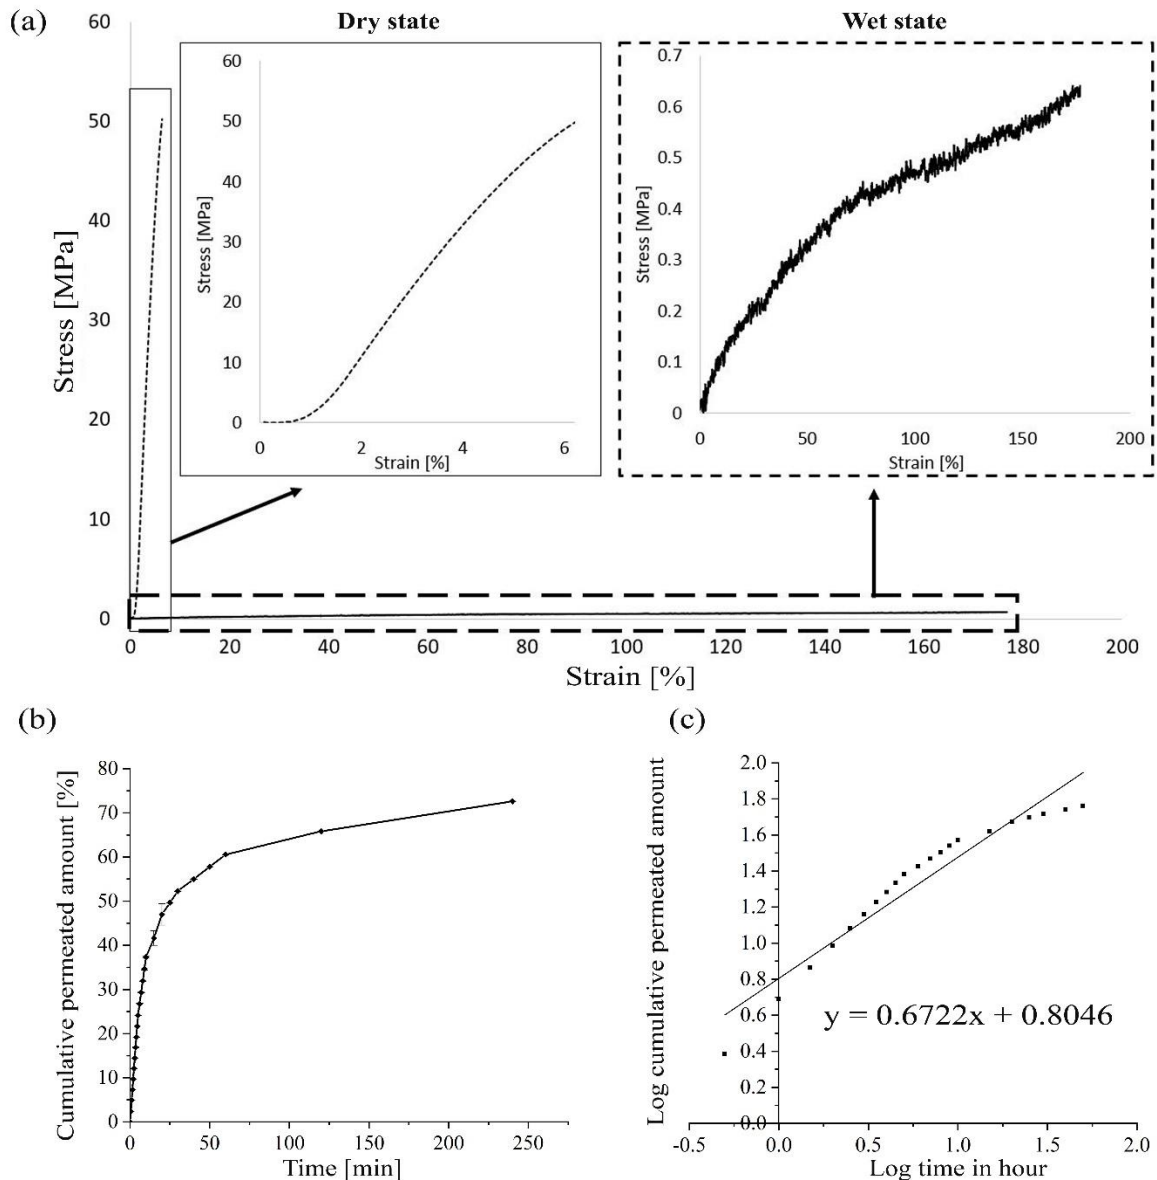 (a)
Dry state
Wet state
60
50
40
30
20
10
0
Stress [MPa]
0 20 40 60 80 100 120 140 160 180 200
Strain [%]
60
50
40
30
20
10
0
Stress [MPa]
0 2 4 6
Strain [%]
0.7
0.6
0.5
0.4
0.3
0.2
0.1
0
Stress [MPa]
0 50 100 150 200
Strain [%]
(b)
80
70
60
50
40
30
20
10
0
Cumulative permeated amount [%]
0 50 100 150 200 250
Time [min]
(c)
2.0
1.8
1.6
1.4
1.2
1.0
0.8
0.6
0.4
0.2
0.0
Log cumulative permeated amount
y = 0.6722x + 0.8046
-0.5 0.0 0.5 1.0 1.5 2.0
Log time in hour